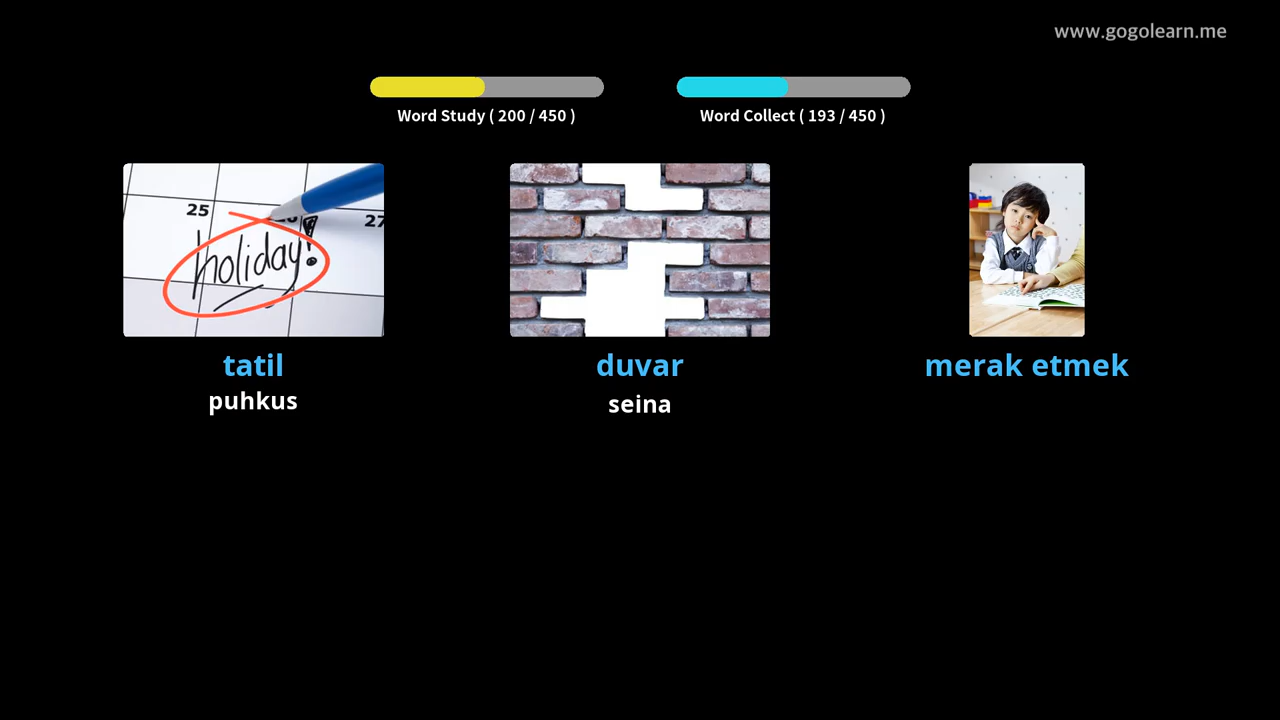 www.gogolearn.me
Word Study ( 200 / 450 )
Word Collect ( 193 / 450 )
25
27
holiday!
tatil
duvar
merak etmek
puhkus
seina